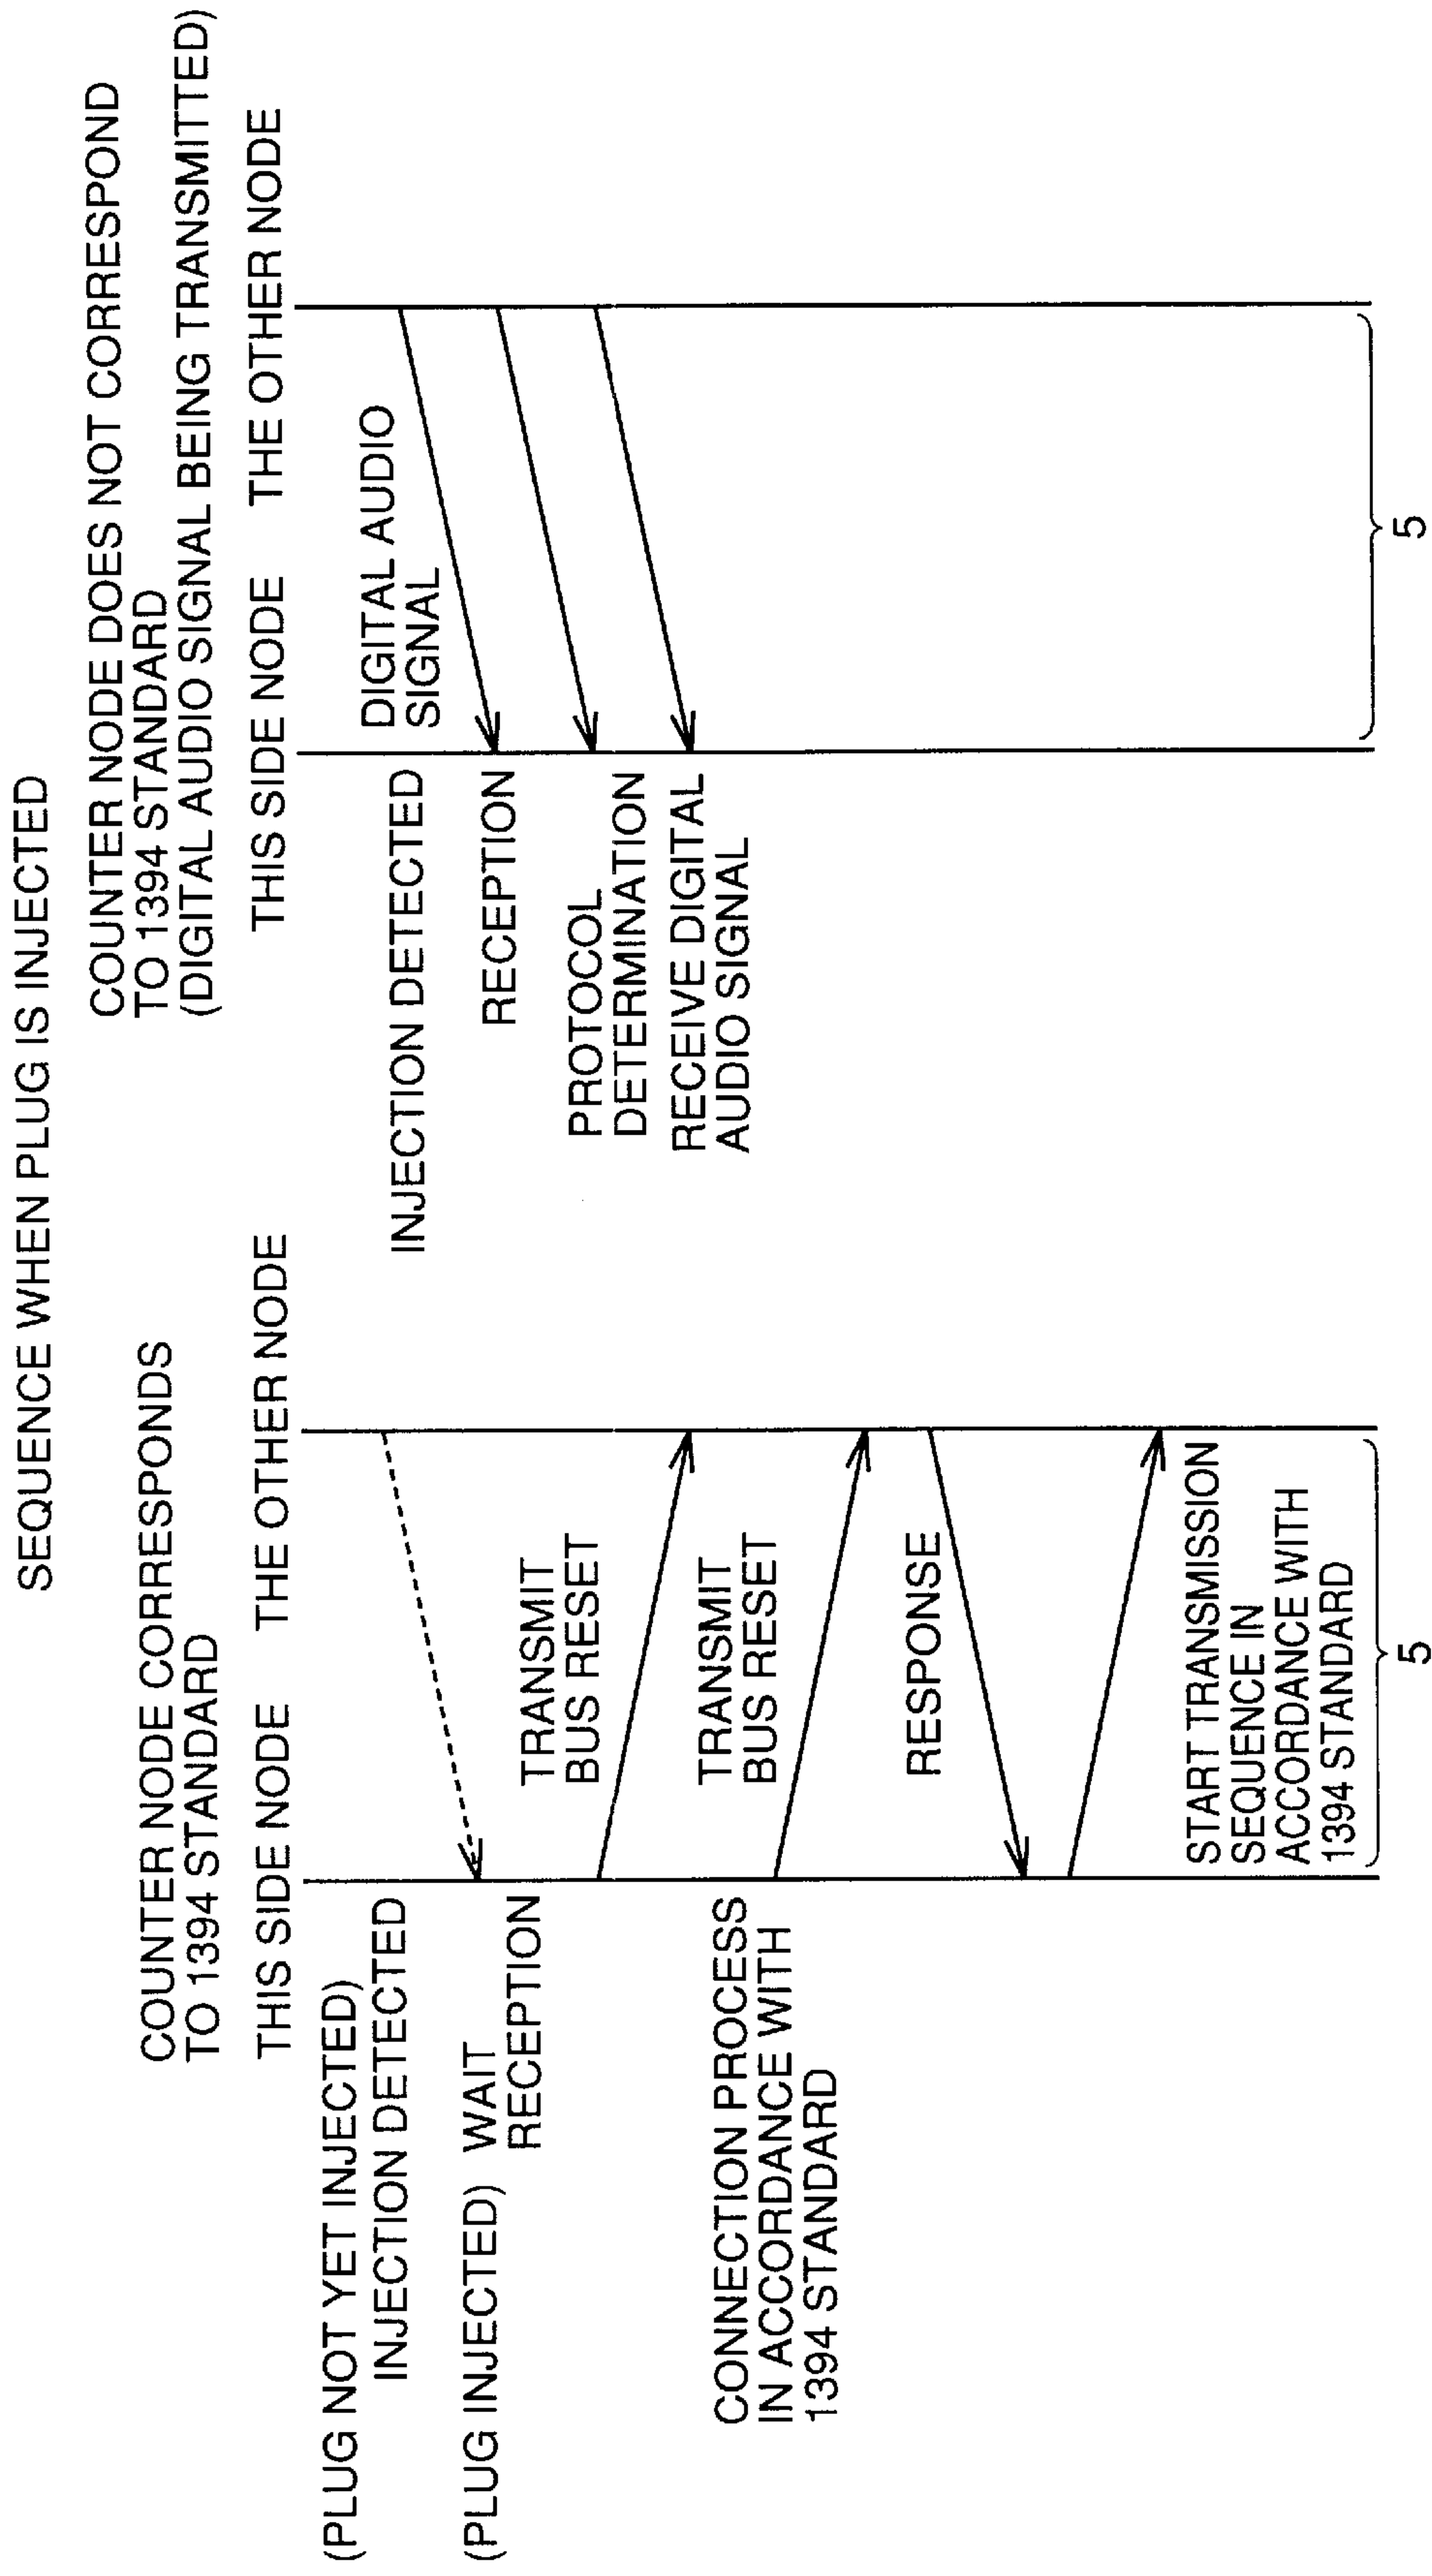 SEQUENCE WHEN PLUG IS INJECTED
COUNTER NODE CORRESPONDS
TO 1394 STANDARD
THIS SIDE NODE
THE OTHER NODE
(PLUG NOT YET INJECTED)
INJECTION DETECTED
(PLUG INJECTED)
WAIT
RECEPTION
TRANSMIT
BUS RESET
CONNECTION PROCESS
IN ACCORDANCE WITH
1394 STANDARD
TRANSMIT
BUS RESET
RESPONSE
START TRANSMISSION
SEQUENCE IN
ACCORDANCE WITH
1394 STANDARD
5
COUNTER NODE DOES NOT CORRESPOND
TO 1394 STANDARD
(DIGITAL AUDIO SIGNAL BEING TRANSMITTED)
THIS SIDE NODE
THE OTHER NODE
INJECTION DETECTED
DIGITAL AUDIO
SIGNAL
RECEPTION
PROTOCOL
DETERMINATION
RECEIVE DIGITAL
AUDIO SIGNAL
5